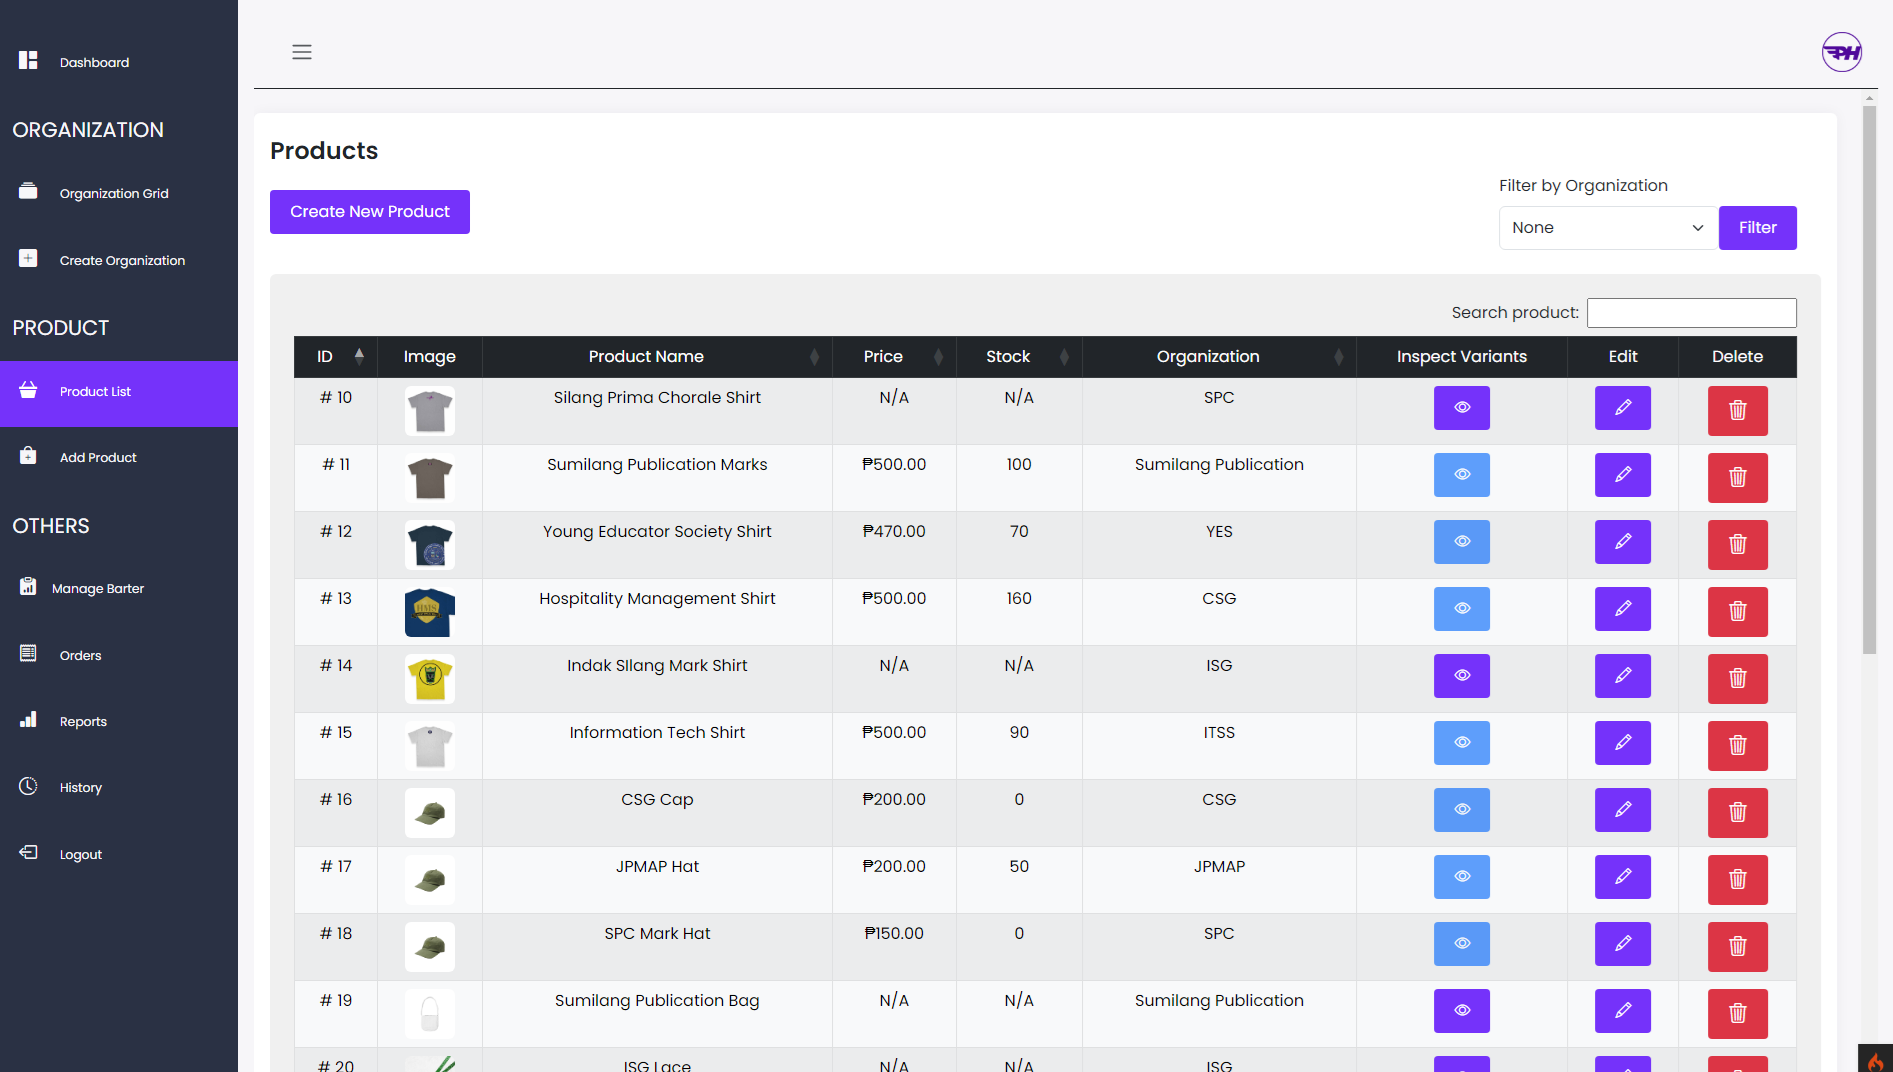 Dashboard
ORGANIZATION
Organization Grid
Create Organization
PRODUCT
Product List
Add Product
OTHERS
Manage Barter
Orders
Reports
History
Logout
PH
Products
Create New Product
Filter by Organization
None
Filter
Search product:
ID Image Product Name Price Stock Organization Inspect Variants Edit Delete
# 10 Silang Prima Chorale Shirt N/A N/A SPC
# 11 Sumilang Publication Marks ₱500.00 100 Sumilang Publication
# 12 Young Educator Society Shirt ₱470.00 70 YES
# 13 HMS Hospitality Management Shirt ₱500.00 160 CSG
# 14 Indak SIlang Mark Shirt N/A N/A ISG
# 15 Information Tech Shirt ₱500.00 90 ITSS
# 16 CSG Cap ₱200.00 0 CSG
# 17 JPMAP Hat ₱200.00 50 JPMAP
# 18 SPC Mark Hat ₱150.00 0 SPC
# 19 Sumilang Publication Bag N/A N/A Sumilang Publication
# 20 ISG Lace N/A N/A ISG